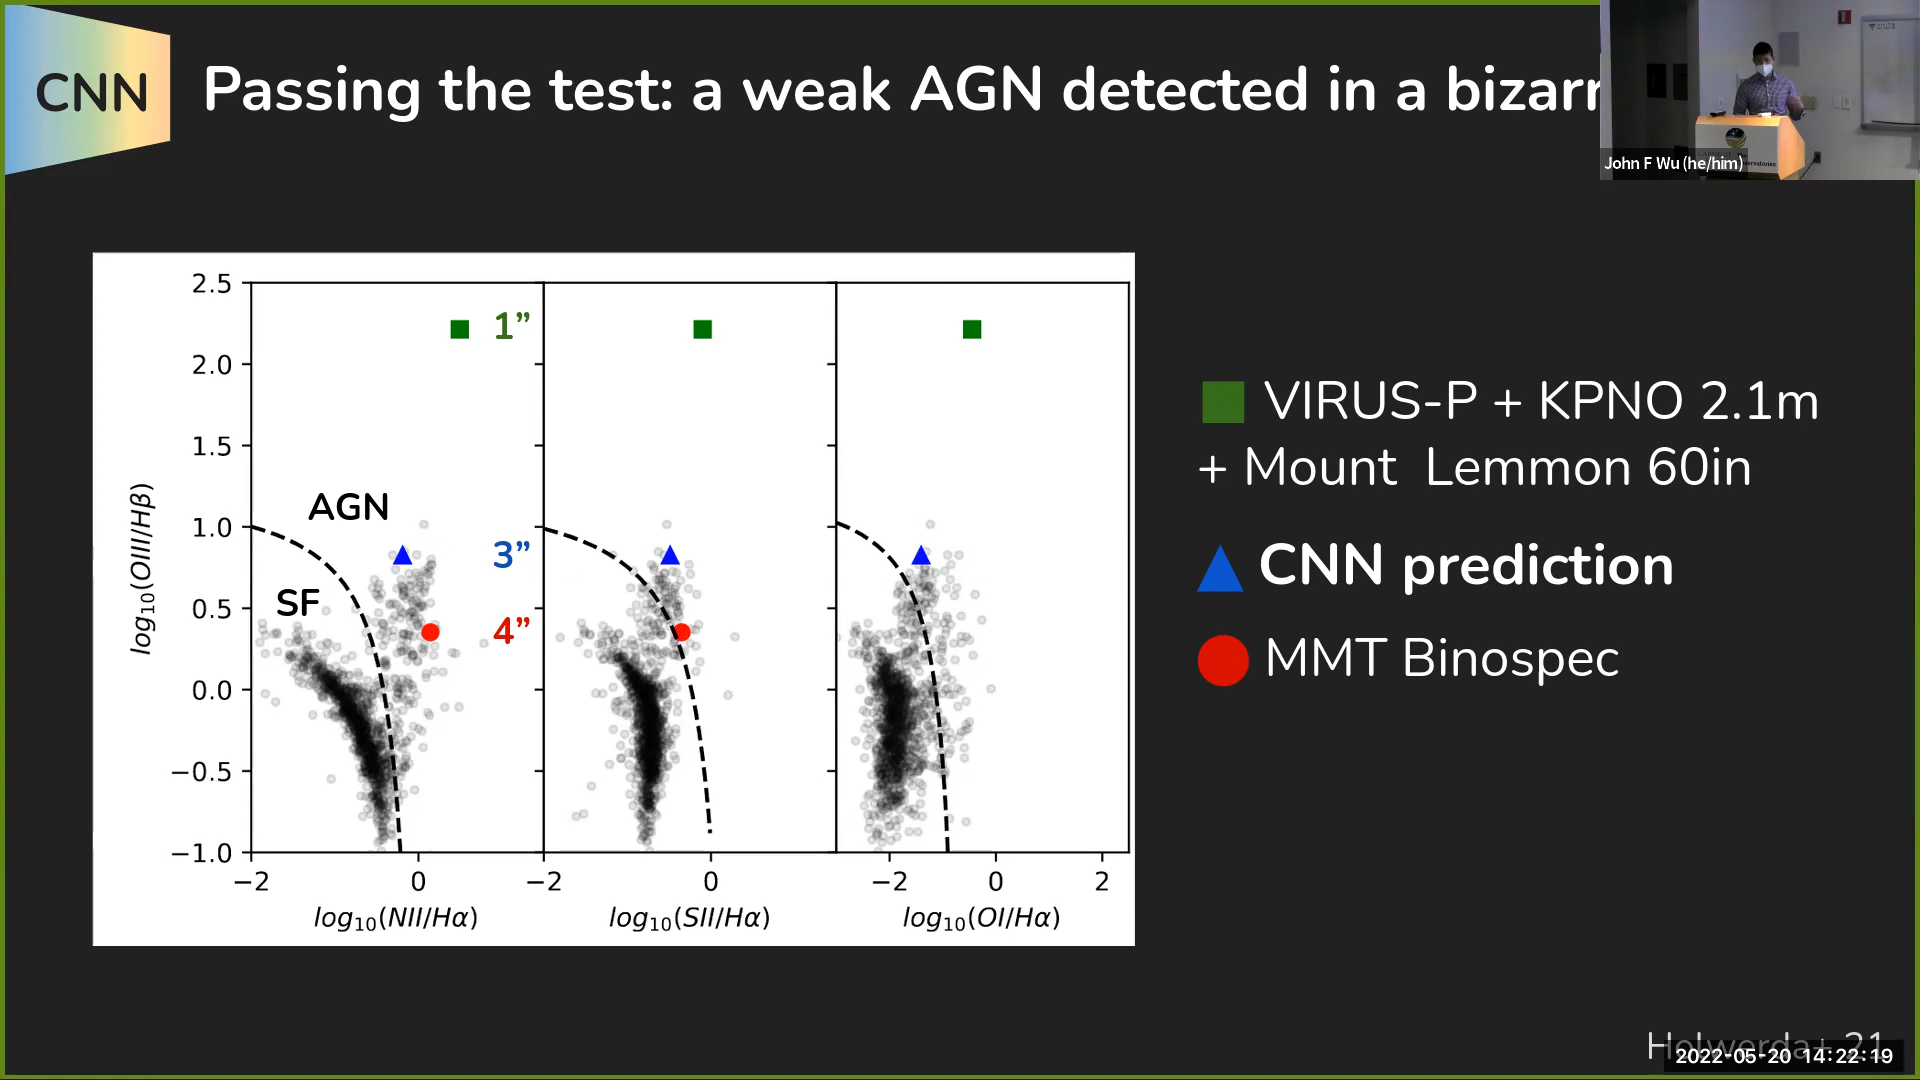 CNN
Passing the test: a weak AGN detected in a bizarr
John F Wu (he/him)
2.5
2.0
1.5
1.0
0.5
0.0
−0.5
−1.0
log₁₀(OIII/Hβ)
AGN
SF
1”
3”
4”
−2 0 −2 0 −2 0 2
log₁₀(NII/Hα) log₁₀(SII/Hα) log₁₀(OI/Hα)
VIRUS-P + KPNO 2.1m
+ Mount Lemmon 60in
CNN prediction
MMT Binospec
Holwerda+ 21
2022-05-20 14:22:19